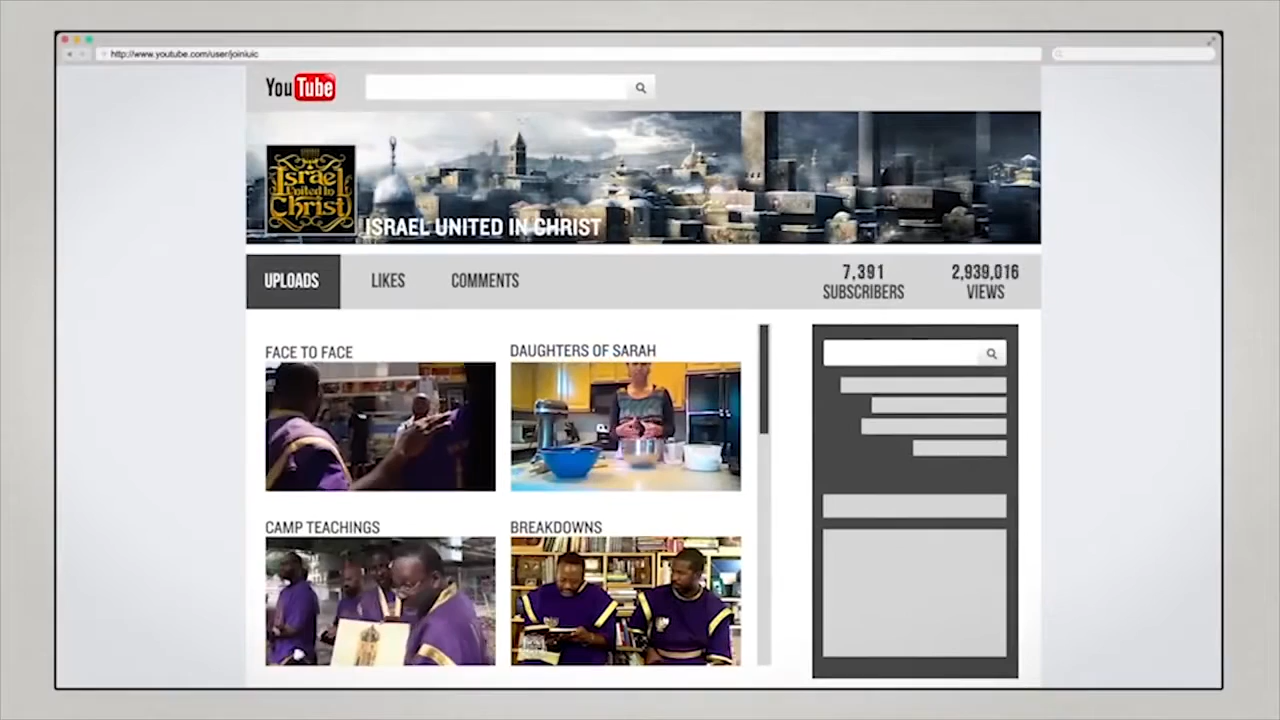 http://www.youtube.com/user/joiniuic
YouTube
Israel
United In
Christ
ISRAEL UNITED IN CHRIST
UPLOADS
LIKES
COMMENTS
7,391
SUBSCRIBERS
2,939,016
VIEWS
FACE TO FACE
DAUGHTERS OF SARAH
CAMP TEACHINGS
BREAKDOWNS